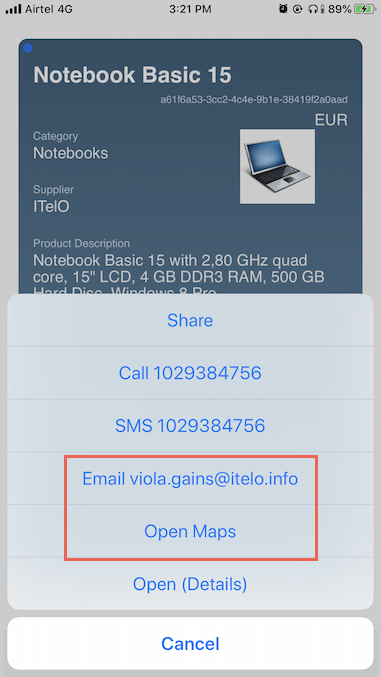 Airtel 4G 3:21 PM 89%
Notebook Basic 15
a61f6a53-3cc2-4c4e-9b1e-38419f2a0aad
EUR
Category
Notebooks
Supplier
ITelO
Product Description
Notebook Basic 15 with 2,80 GHz quad
core, 15" LCD, 4 GB DDR3 RAM, 500 GB
Hard Disc, Windows 8 Pro
Share
Call 1029384756
SMS 1029384756
Email viola.gains@itelo.info
Open Maps
Open (Details)
Cancel